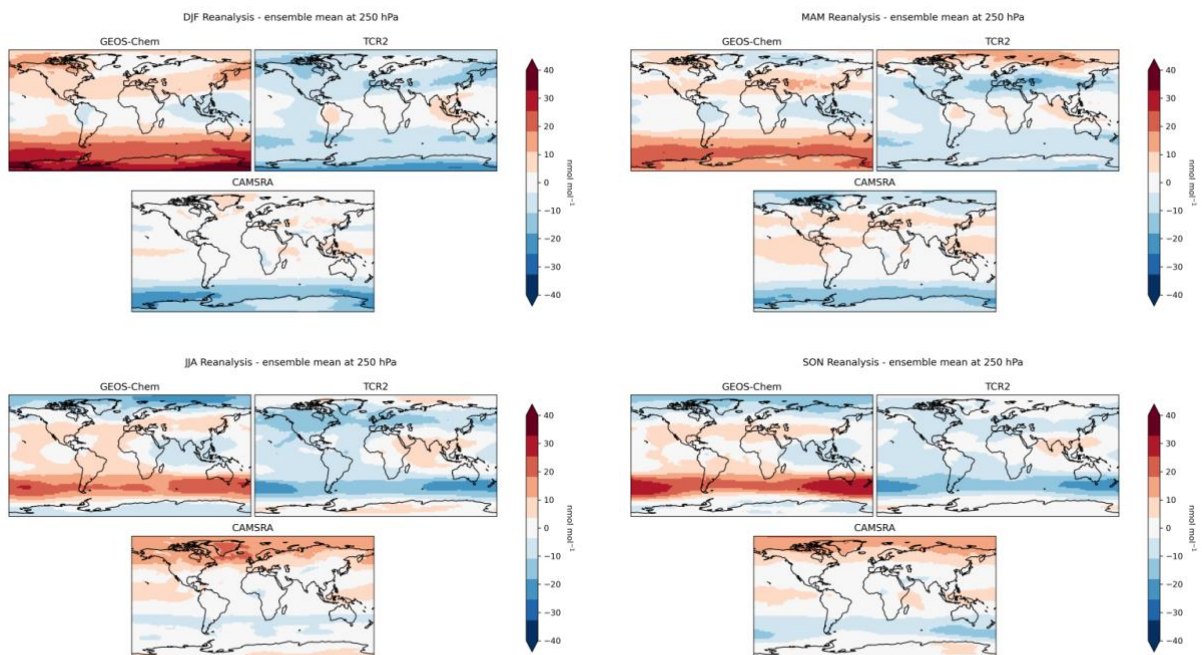 DJF Reanalysis - ensemble mean at 250 hPa
GEOS-Chem
TCR2
CAMSRA
40
30
20
10
0
−10
−20
−30
−40
nmol mol⁻¹
MAM Reanalysis - ensemble mean at 250 hPa
GEOS-Chem
TCR2
CAMSRA
40
30
20
10
0
−10
−20
−30
−40
nmol mol⁻¹
JJA Reanalysis - ensemble mean at 250 hPa
GEOS-Chem
TCR2
CAMSRA
40
30
20
10
0
−10
−20
−30
−40
nmol mol⁻¹
SON Reanalysis - ensemble mean at 250 hPa
GEOS-Chem
TCR2
CAMSRA
40
30
20
10
0
−10
−20
−30
−40
nmol mol⁻¹